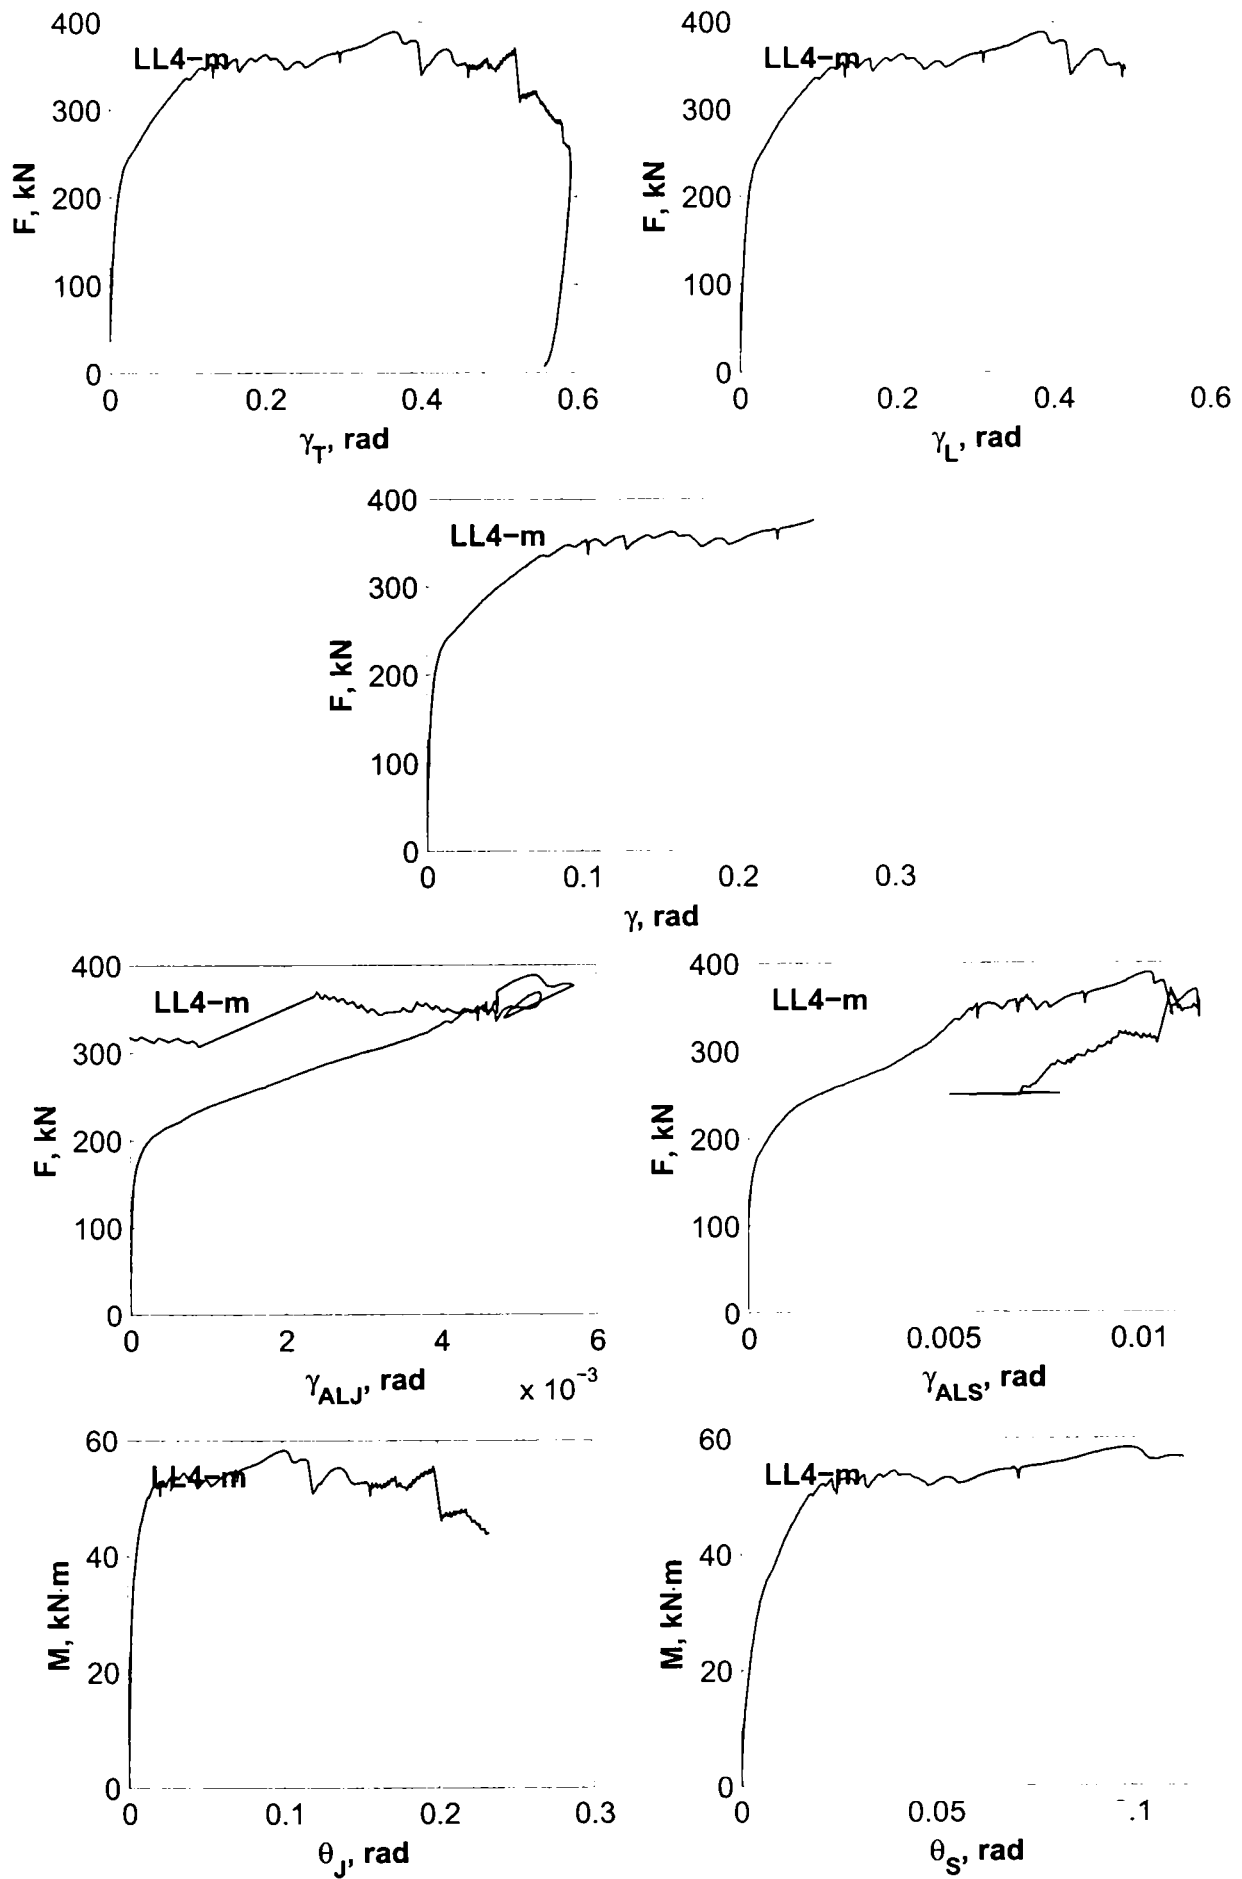 400
LL4-m
300
F, kN
200
100
0
0 0.2 0.4 0.6
γT, rad
400
LL4-m
300
F, kN
200
100
0
0 0.2 0.4 0.6
γL, rad
400
LL4-m
300
F, kN
200
100
0
0 0.1 0.2 0.3
γ, rad
400
LL4-m
300
F, kN
200
100
0
0 2 4 6
γALJ, rad
x 10−3
400
LL4-m
300
F, kN
200
100
0
0 0.005 0.01
γALS, rad
60
LL4-m
40
M, kN·m
20
0
0 0.1 0.2 0.3
θJ, rad
60
LL4-m
40
M, kN·m
20
0
0 0.05 .1
θS, rad